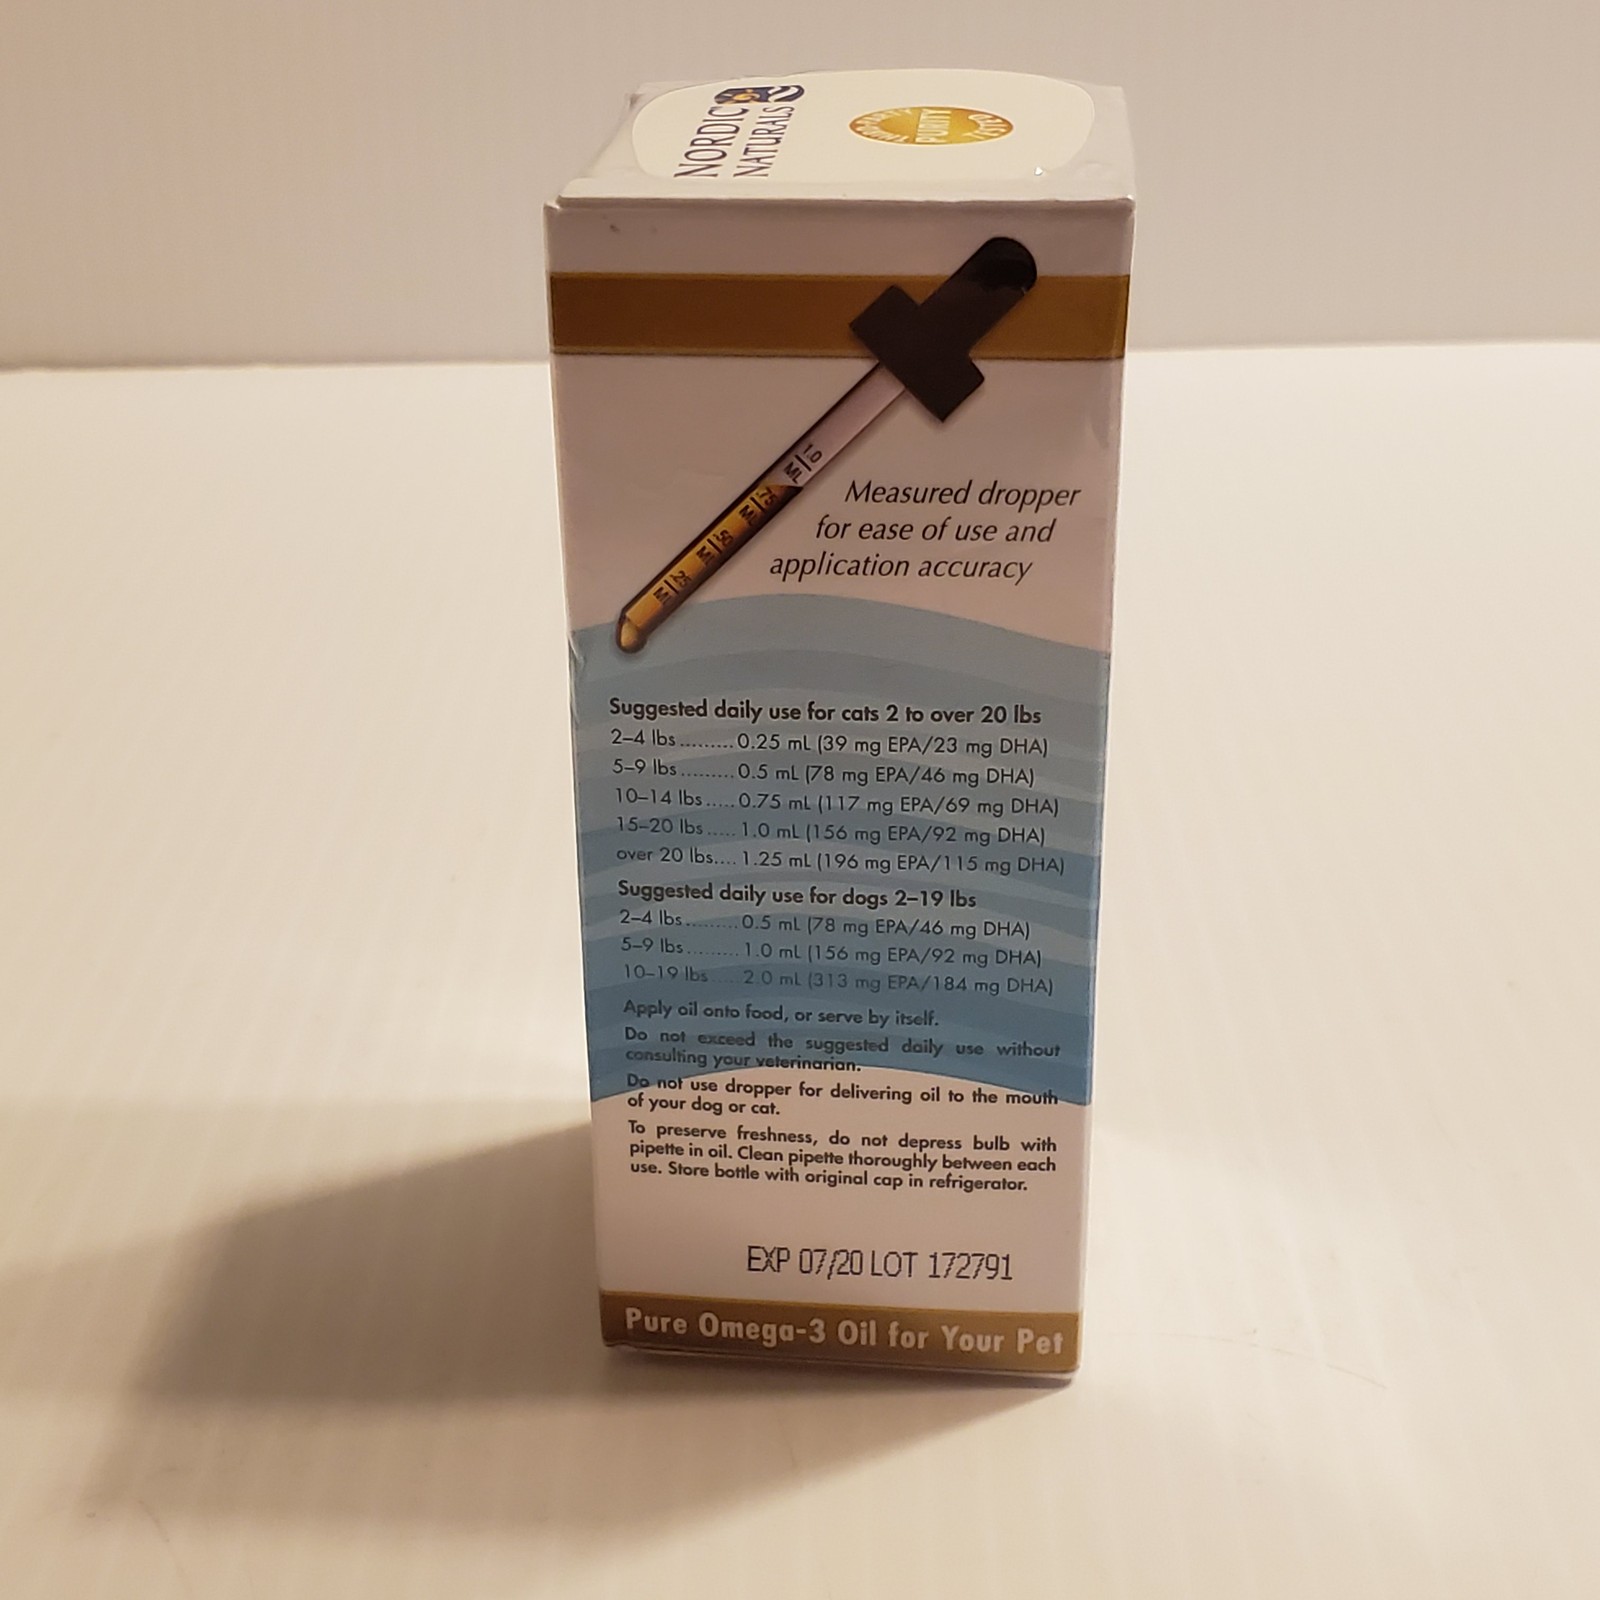 NORDIC
NATURALS
PURITY
1.0
ML
.75
ML
.50
ML
.25
ML
Measured dropper
for ease of use and
application accuracy
Suggested daily use for cats 2 to over 20 lbs
2–4 lbs.........0.25 mL (39 mg EPA/23 mg DHA)
5–9 lbs.........0.5 mL (78 mg EPA/46 mg DHA)
10–14 lbs.....0.75 mL (117 mg EPA/69 mg DHA)
15–20 lbs.....1.0 mL (156 mg EPA/92 mg DHA)
over 20 lbs....1.25 mL (196 mg EPA/115 mg DHA)
Suggested daily use for dogs 2–19 lbs
2–4 lbs.........0.5 mL (78 mg EPA/46 mg DHA)
5–9 lbs.........1.0 mL (156 mg EPA/92 mg DHA)
10–19 lbs.....2.0 mL (313 mg EPA/184 mg DHA)
Apply oil onto food, or serve by itself.
Do not exceed the suggested daily use without
consulting your veterinarian.
Do not use dropper for delivering oil to the mouth
of your dog or cat.
To preserve freshness, do not depress bulb with
pipette in oil. Clean pipette thoroughly between each
use. Store bottle with original cap in refrigerator.
EXP 07/20 LOT 172791
Pure Omega-3 Oil for Your Pet